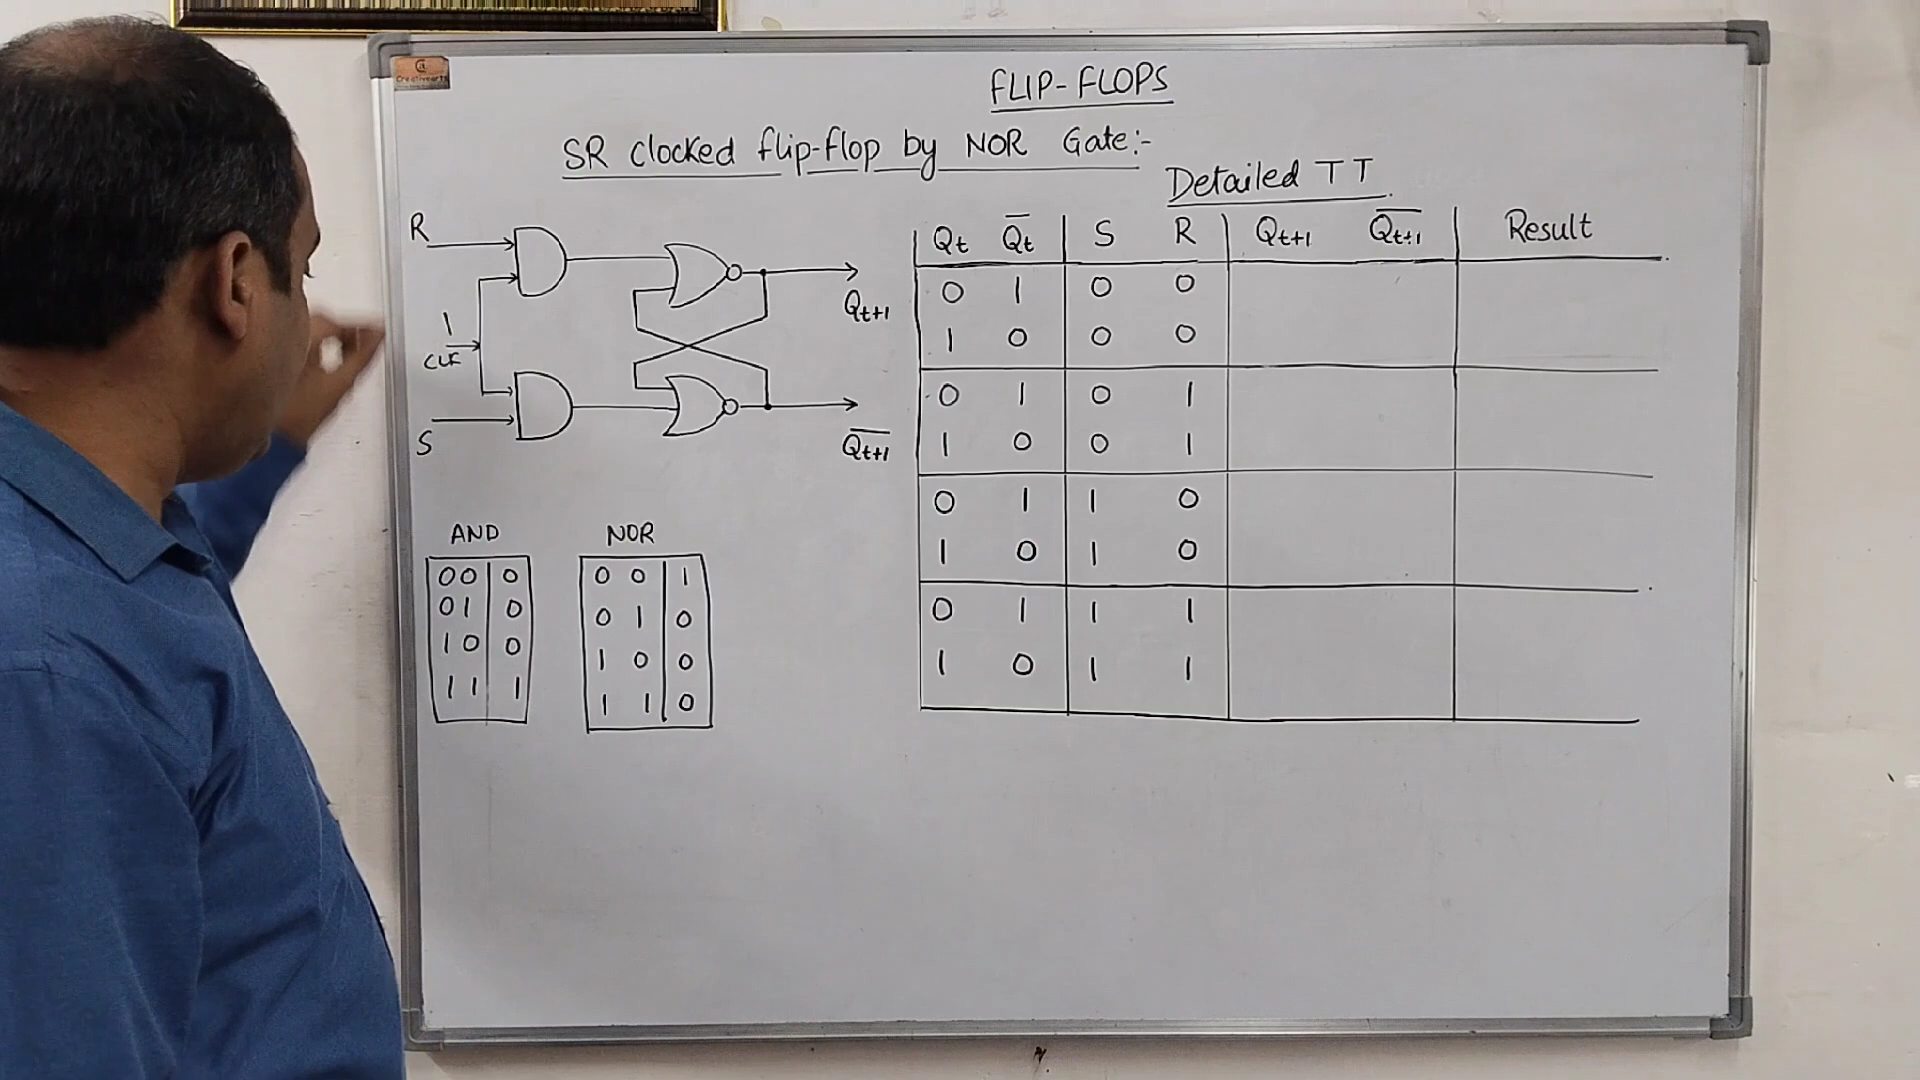 Creativearts
FLIP-FLOPS
SR clocked flip-flop by NOR Gate:-
Detailed TT
R
1
CLK
S
Qt+1
Q̅t+1
AND
0 0 0
0 1 0
1 0 0
1 1 1
NOR
0 0 1
0 1 0
1 0 0
1 1 0
Qt Q̅t S R Qt+1 Q̅t+1 Result
0 1 0 0
1 0 0 0
0 1 0 1
1 0 0 1
0 1 1 0
1 0 1 0
0 1 1 1
1 0 1 1